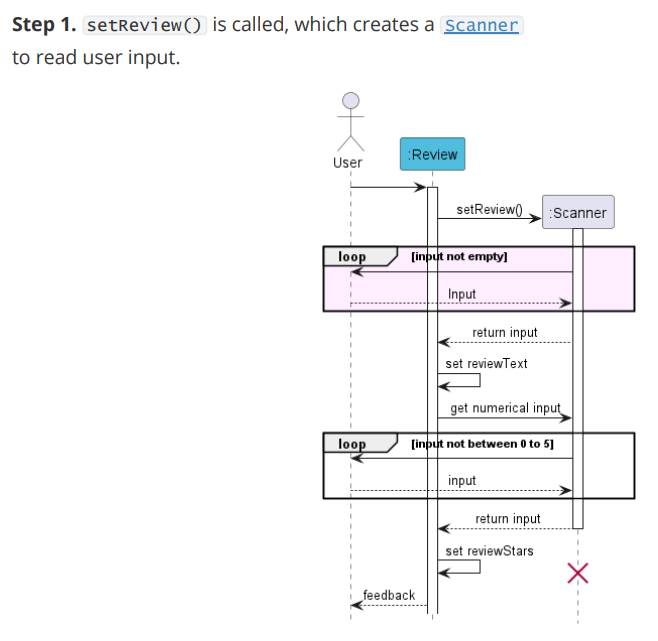 Step 1. setReview() is called, which creates a Scanner
to read user input.
User
:Review
setReview()
:Scanner
loop
[input not empty]
Input
return input
set reviewText
get numerical input
loop
[input not between 0 to 5]
input
return input
set reviewStars
feedback